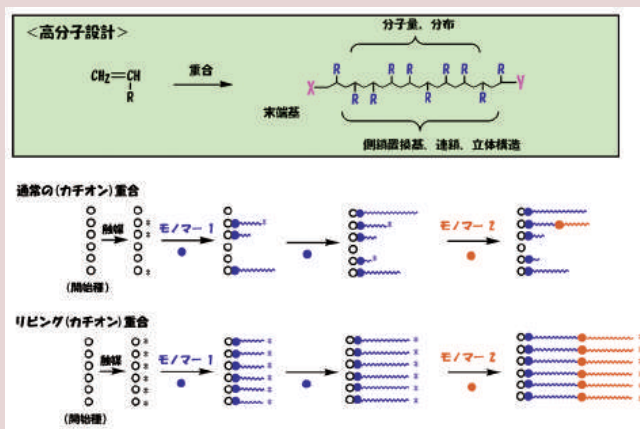 <高分子設計>
分子量、分布
CH2=CH
R
重合
R R R R R R
X
Y
R R R R
末端基
側鎖置換基、連鎖、立体構造
通常の(カチオン)重合
触媒
モノマー 1
モノマー 2
(開始種)
リビング(カチオン)重合
触媒
モノマー 1
モノマー 2
(開始種)